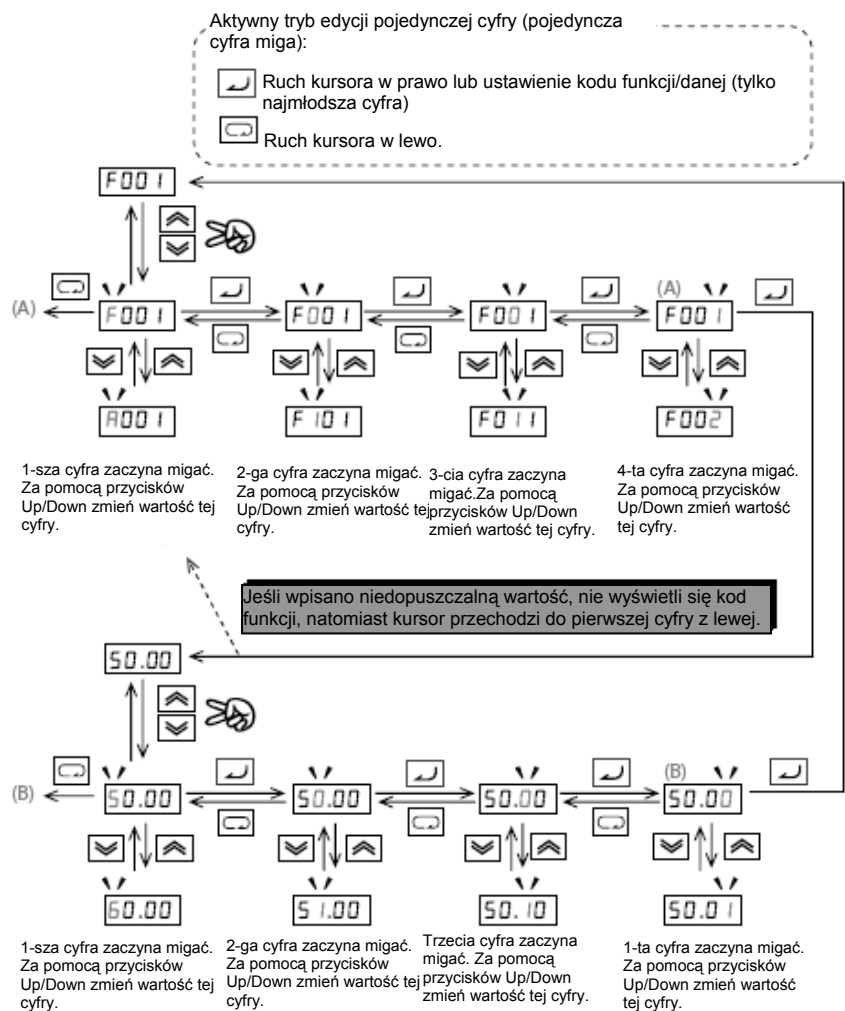 Aktywny tryb edycji pojedynczej cyfry (pojedyncza
cyfra miga):
Ruch kursora w prawo lub ustawienie kodu funkcji/danej (tylko
najmłodsza cyfra)
Ruch kursora w lewo.
F001
(A)
F001
F001
F001
(A)
F001
A001
F101
F011
F002
1-sza cyfra zaczyna migać.
Za pomocą przycisków
Up/Down zmień wartość tej
cyfry.
2-ga cyfra zaczyna migać.
Za pomocą przycisków
Up/Down zmień wartość tej
cyfry.
3-cia cyfra zaczyna
migać.Za pomocą
przycisków Up/Down
zmień wartość tej cyfry.
4-ta cyfra zaczyna migać.
Za pomocą przycisków
Up/Down zmień wartość
tej cyfry.
Jeśli wpisano niedopuszczalną wartość, nie wyświetli się kod
funkcji, natomiast kursor przechodzi do pierwszej cyfry z lewej.
50.00
(B)
50.00
50.00
50.00
(B)
50.00
60.00
51.00
50.10
50.01
1-sza cyfra zaczyna migać.
Za pomocą przycisków
Up/Down zmień wartość tej
cyfry.
2-ga cyfra zaczyna migać.
Za pomocą przycisków
Up/Down zmień wartość tej
cyfry.
Trzecia cyfra zaczyna
migać. Za pomocą
przycisków Up/Down
zmień wartość tej cyfry.
1-ta cyfra zaczyna migać.
Za pomocą przycisków
Up/Down zmień wartość
tej cyfry.